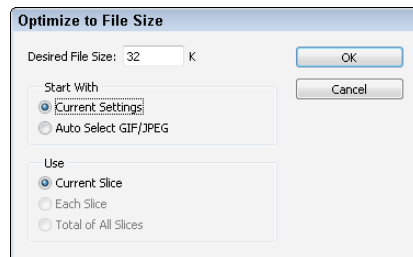 Optimize to File Size
Desired File Size: 32 K
OK
Cancel
Start With
Current Settings
Auto Select GIF/JPEG
Use
Current Slice
Each Slice
Total of All Slices